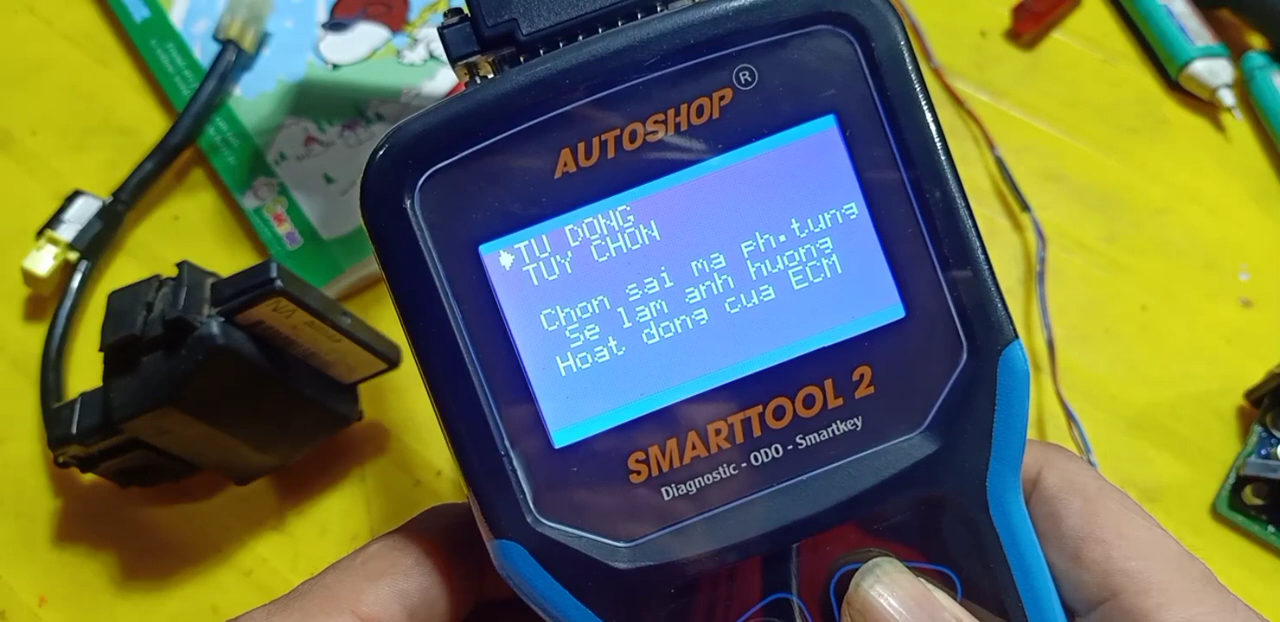 AUTOSHOP ®
TU DONG
TUY CHON
Chon sai ma ph.tung
Se lam anh huong
Hoat dong cua ECM
SMARTTOOL 2
Diagnostic - ODO - Smartkey